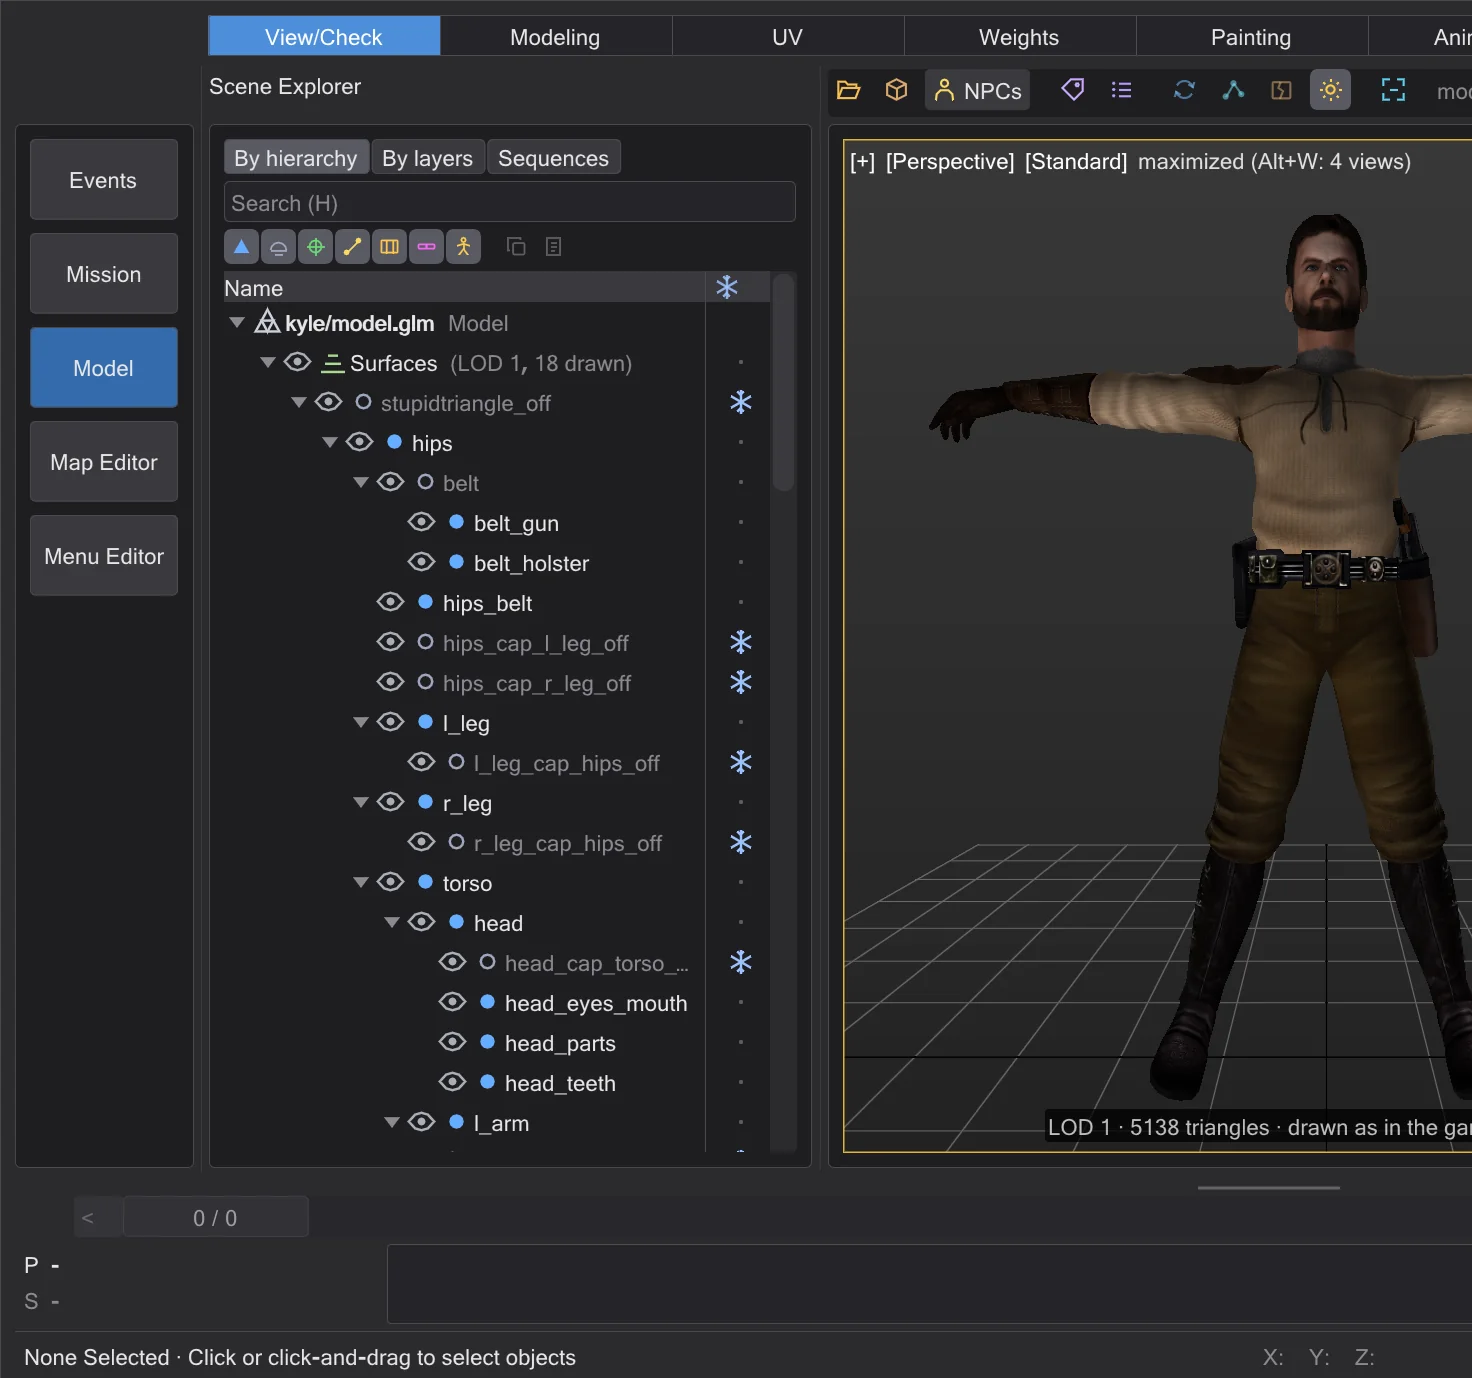 View/Check Modeling UV Weights Painting
Scene Explorer
NPCs
Events
Mission
Model
Map Editor
Menu Editor
By hierarchy By layers Sequences
Search (H)
Name
kyle/model.glm Model
Surfaces (LOD 1, 18 drawn)
stupidtriangle_off
hips
belt
belt_gun
belt_holster
hips_belt
hips_cap_l_leg_off
hips_cap_r_leg_off
l_leg
l_leg_cap_hips_off
r_leg
r_leg_cap_hips_off
torso
head
head_cap_torso_...
head_eyes_mouth
head_parts
head_teeth
l_arm
[+] [Perspective] [Standard] maximized (Alt+W: 4 views)
LOD 1 · 5138 triangles · drawn as in the
< 0 / 0
P -
S -
None Selected · Click or click-and-drag to select objects
X: Y: Z: